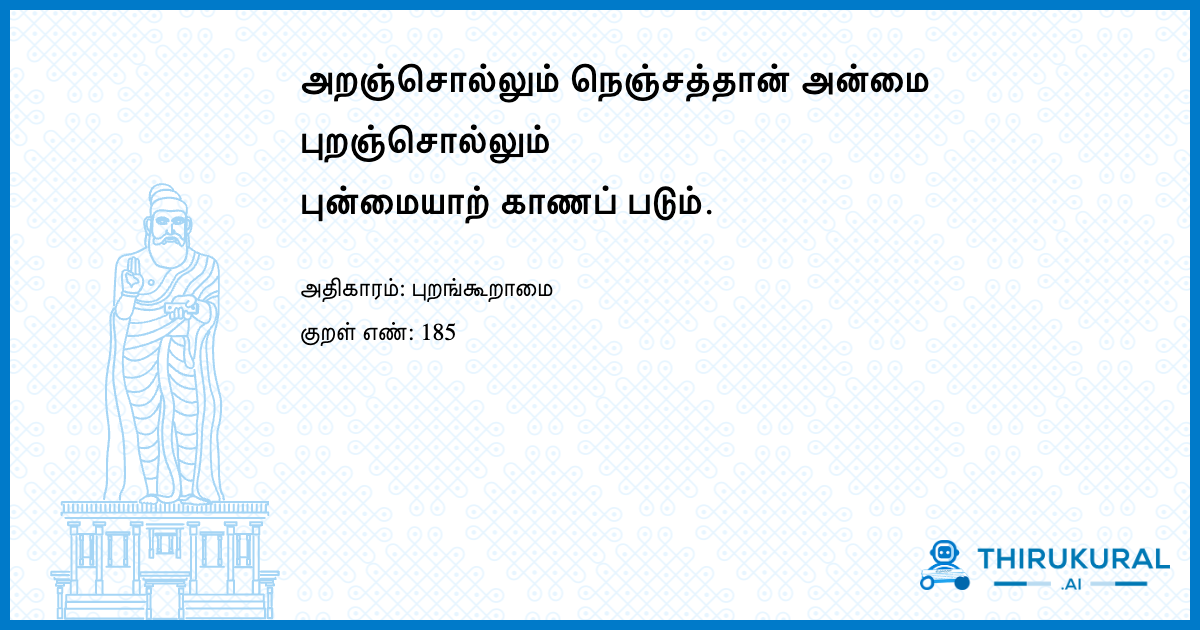 அறஞ்சொல்லும் நெஞ்சத்தான் அன்மை
புறஞ்சொல்லும்
புன்மையாற் காணப் படும்.
அதிகாரம்: புறங்கூறாமை
குறள் எண்: 185
THIRUKURAL
.AI